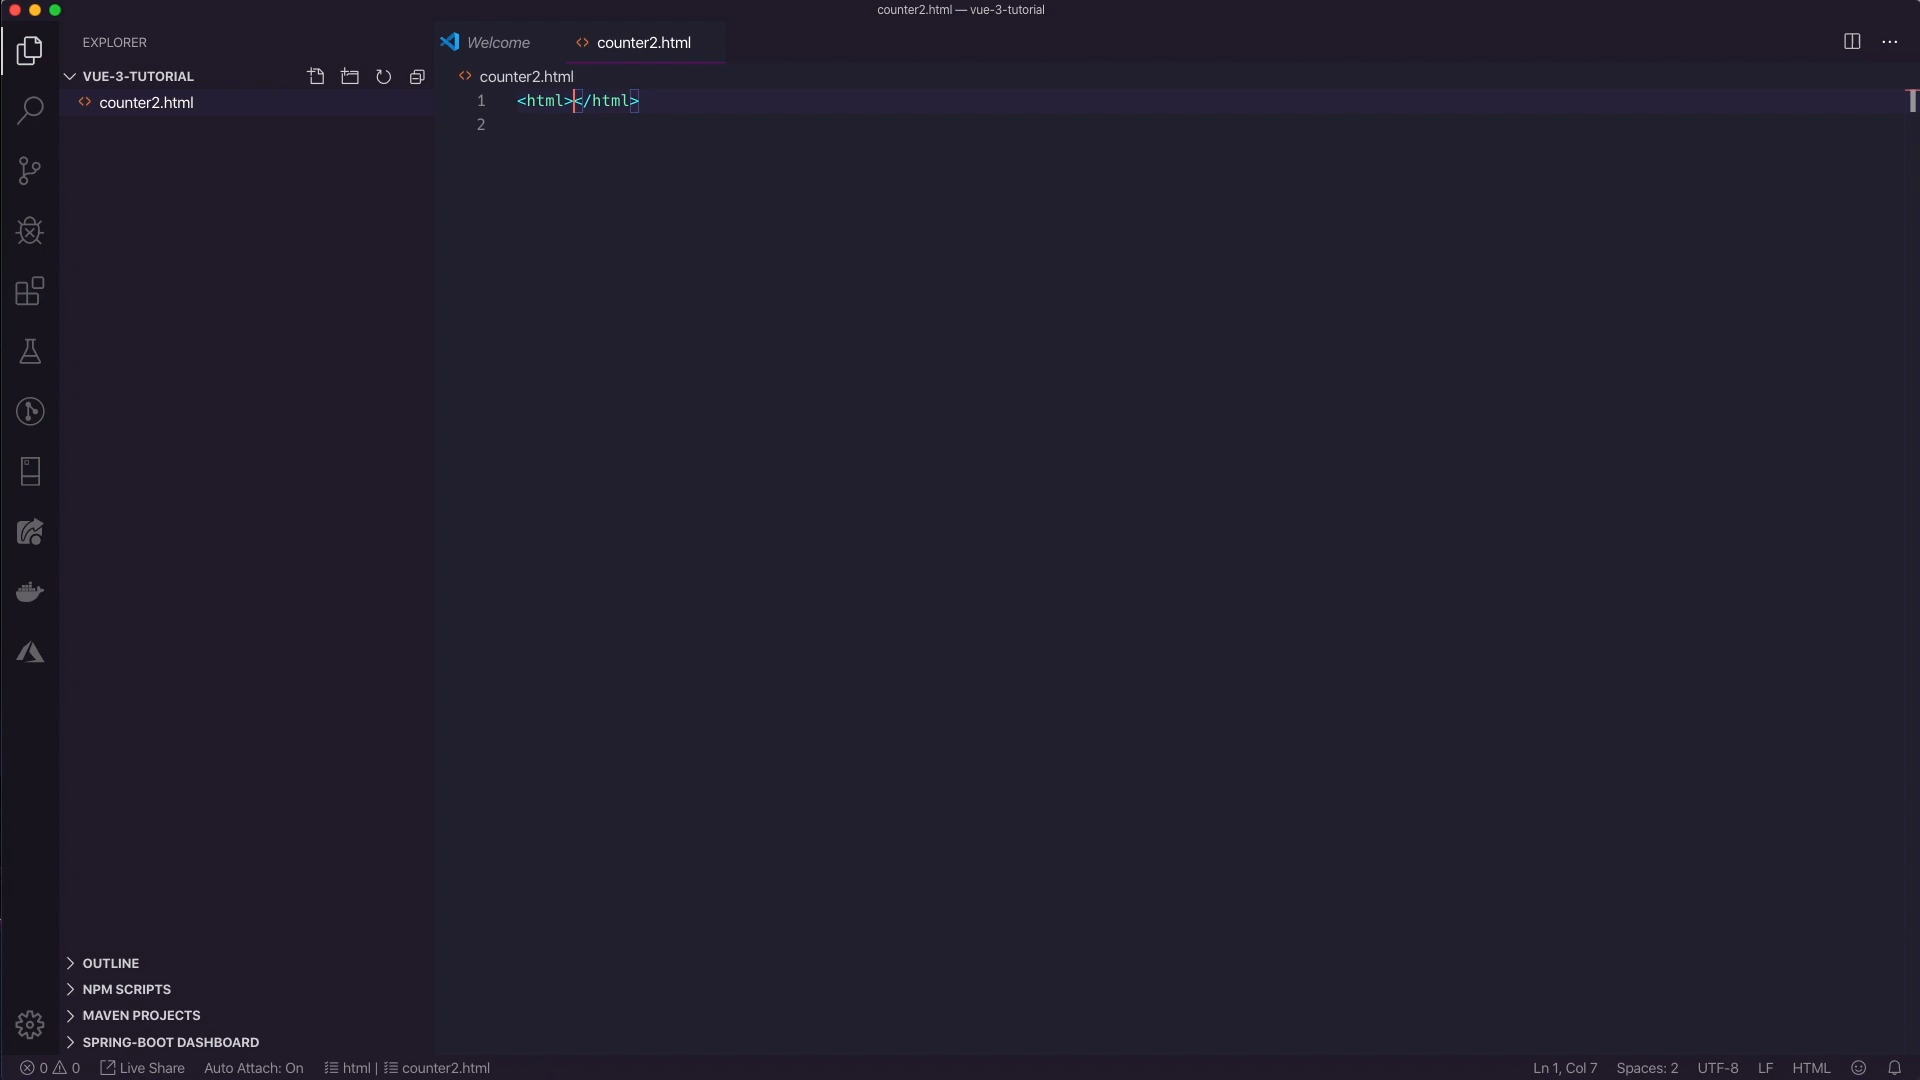 counter2.html — vue-3-tutorial
EXPLORER
Welcome
counter2.html
VUE-3-TUTORIAL
counter2.html
counter2.html
1 <html></html>
2
OUTLINE
NPM SCRIPTS
MAVEN PROJECTS
SPRING-BOOT DASHBOARD
0 0 Live Share Auto Attach: On html | counter2.html Ln 1, Col 7 Spaces: 2 UTF-8 LF HTML